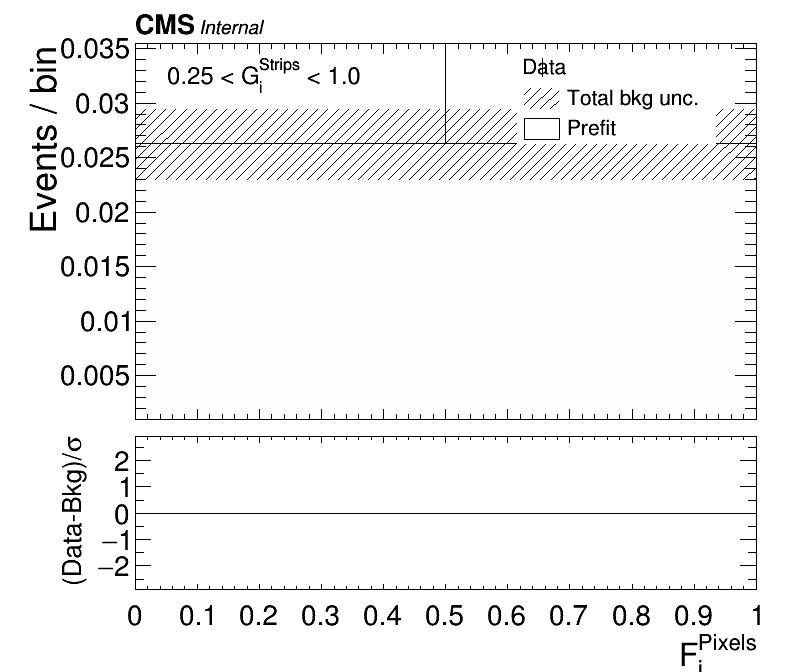 CMS Internal
Events / bin
0.035
0.03
0.025
0.02
0.015
0.01
0.005
0.25 < G_i^Strips < 1.0
Data
Total bkg unc.
Prefit
(Data-Bkg)/σ
2
1
0
−1
−2
0 0.1 0.2 0.3 0.4 0.5 0.6 0.7 0.8 0.9 1
F_i^Pixels